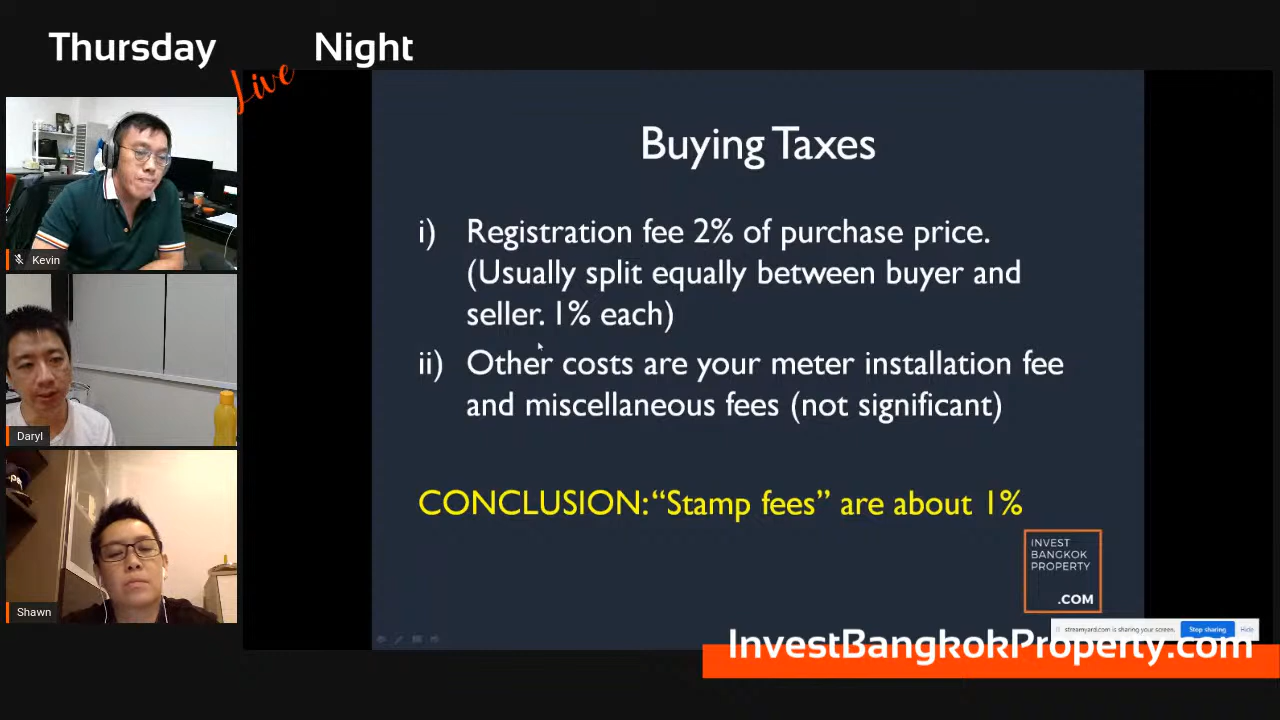 Thursday Live Night
Buying Taxes
i) Registration fee 2% of purchase price.
(Usually split equally between buyer and
seller. 1% each)
ii) Other costs are your meter installation fee
and miscellaneous fees (not significant)
CONCLUSION: “Stamp fees” are about 1%
INVEST
BANGKOK
PROPERTY
.COM
streamyard.com is sharing your screen. Stop sharing Hide
InvestBangkokProperty.com
Kevin
Daryl
Shawn